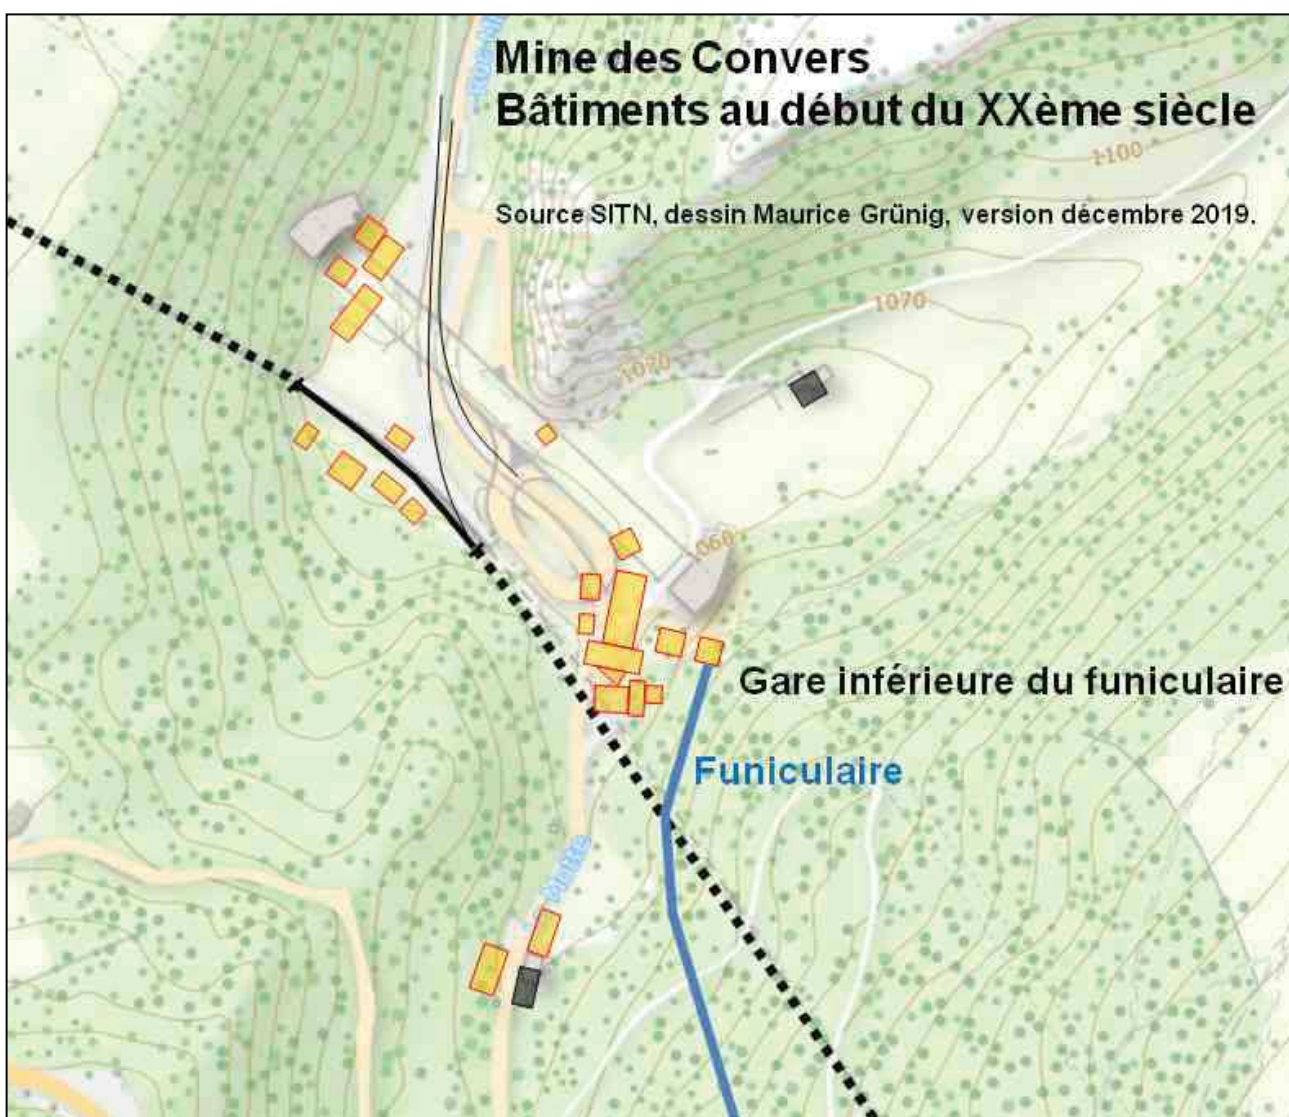 Mine des Convers
Bâtiments au début du XXème siècle
1100
Source SITN, dessin Maurice Grünig, version décembre 2019.
1070
1070
1060
Gare inférieure du funiculaire
Funiculaire